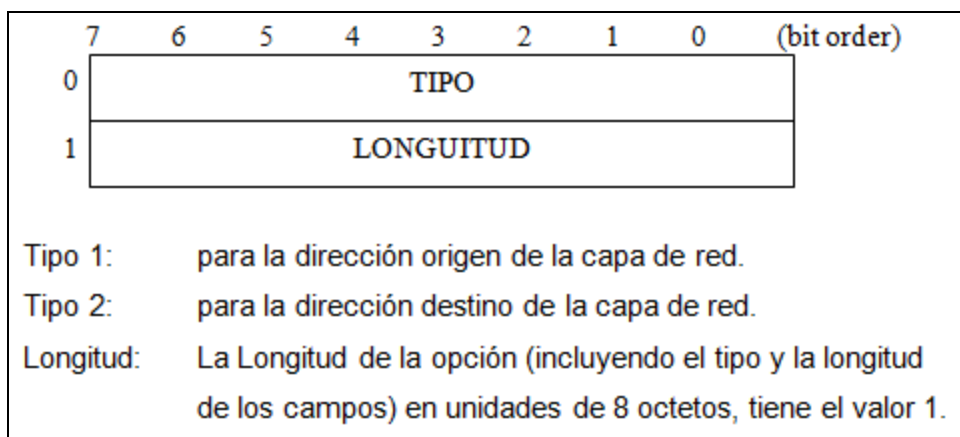 7 6 5 4 3 2 1 0 (bit order)
0 TIPO
1 LONGUITUD
Tipo 1: para la dirección origen de la capa de red.
Tipo 2: para la dirección destino de la capa de red.
Longitud: La Longitud de la opción (incluyendo el tipo y la longitud
de los campos) en unidades de 8 octetos, tiene el valor 1.